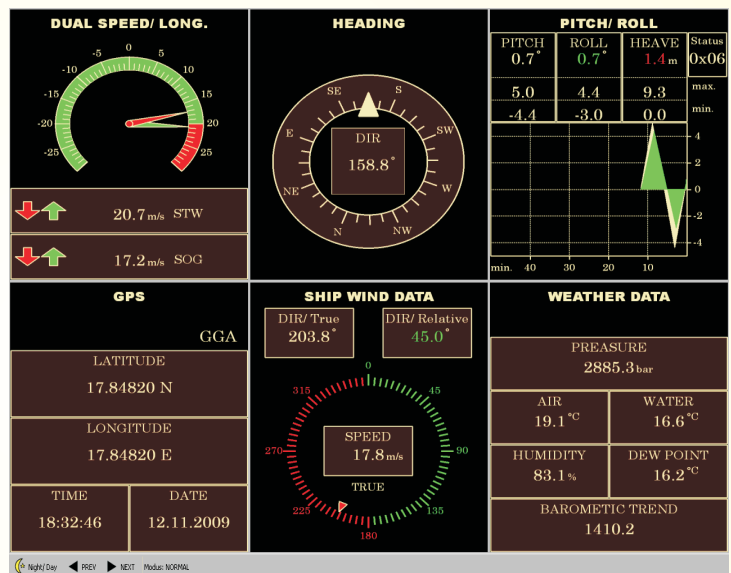 DUAL SPEED/ LONG.
-5 0 5
-10 10
-15 15
-20 20
25 25
20.7 m/s STW
17.2 m/s SOG
HEADING
SE S
E SW
DIR
158.8°
NE W
N NW
PITCH/ ROLL
PITCH ROLL HEAVE Status
0.7° 0.7° 1.4 m 0x06
5.0 4.4 9.3 max.
-4.4 -3.0 0.0 min.
4
2
0
-2
-4
min. 40 30 20 10
GPS
GGA
LATITUDE
17.84820 N
LONGITUDE
17.84820 E
TIME DATE
18:32:46 12.11.2009
SHIP WIND DATA
DIR/ True DIR/ Relative
203.8° 45.0°
0
315 45
SPEED
270 17.8 m/s 90
TRUE
225 135
180
WEATHER DATA
PREASURE
2885.3 bar
AIR WATER
19.1 °C 16.6 °C
HUMIDITY DEW POINT
83.1 % 16.2 °C
BAROMETIC TREND
1410.2
Night/ Day PREV NEXT Modus: NORMAL